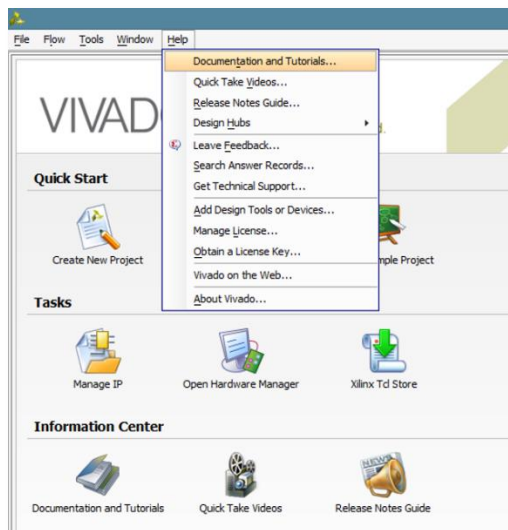 File Flow Tools Window Help
Documentation and Tutorials...
Quick Take Videos...
Release Notes Guide...
Design Hubs
Leave Feedback...
Search Answer Records...
Get Technical Support...
Add Design Tools or Devices...
Manage License...
Obtain a License Key...
Vivado on the Web...
About Vivado...
VIVAD
Quick Start
Create New Project
Project
Tasks
Manage IP
Open Hardware Manager
Xilinx Tcl Store
Information Center
NEWS
Documentation and Tutorials
Quick Take Videos
Release Notes Guide